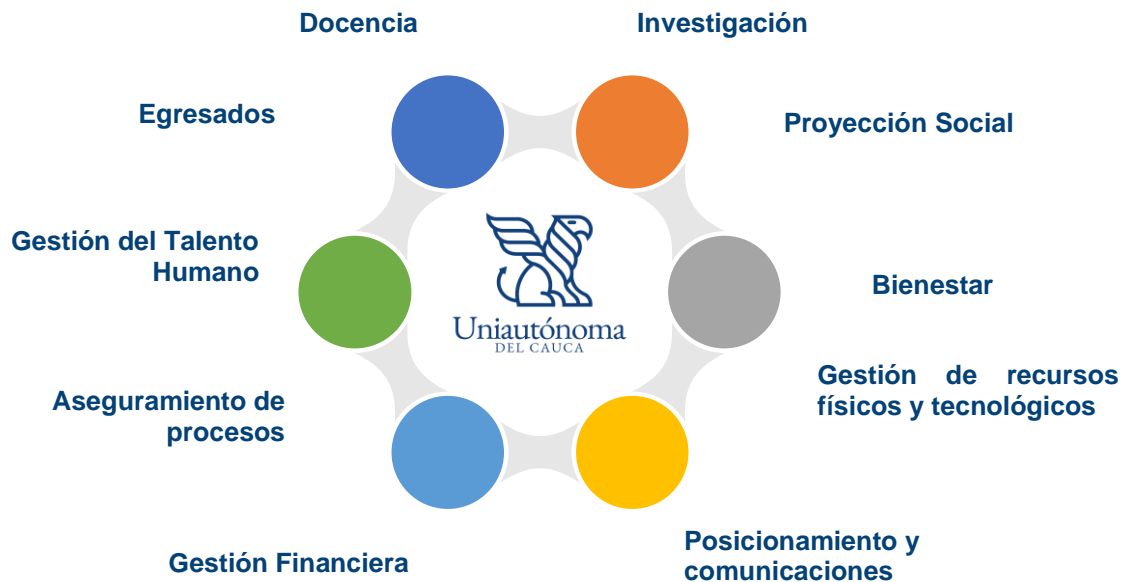 Docencia
Investigación
Egresados
Proyección Social
Gestión del Talento
Humano
Uniautónoma
DEL CAUCA
Bienestar
Gestión de recursos
físicos y tecnológicos
Aseguramiento de
procesos
Gestión Financiera
Posicionamiento y
comunicaciones